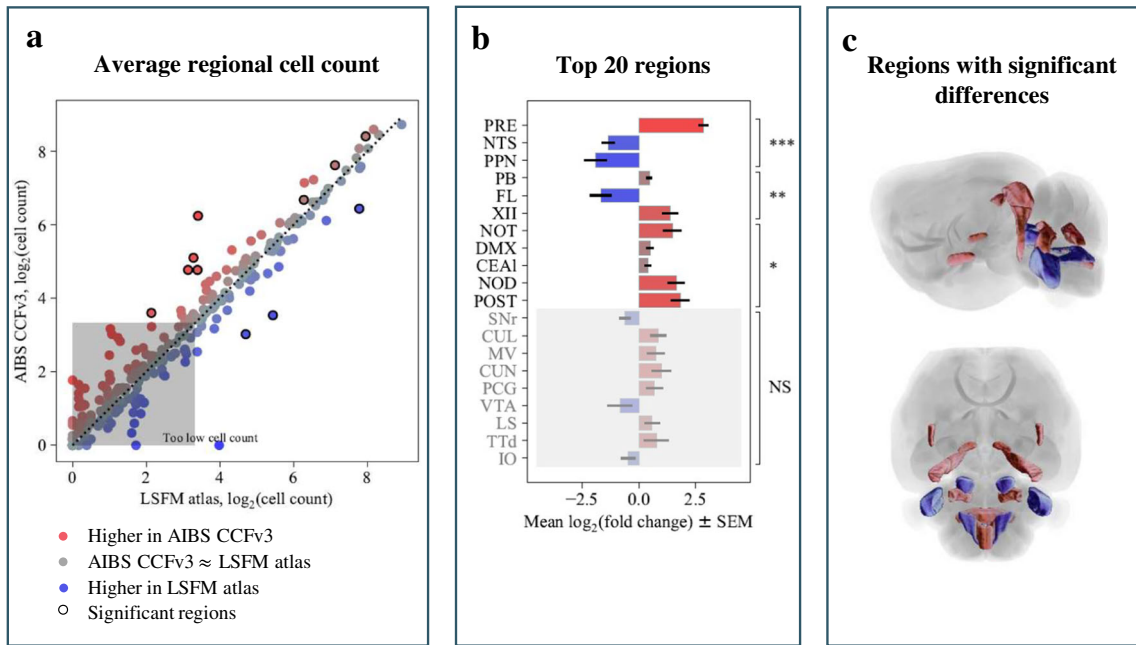 a
Average regional cell count
AIBS CCFv3, log2(cell count)
8
6
4
2
0
Too low cell count
0 2 4 6 8
LSFM atlas, log2(cell count)
Higher in AIBS CCFv3
AIBS CCFv3 ≈ LSFM atlas
Higher in LSFM atlas
Significant regions
b
Top 20 regions
PRE
NTS
PPN
PB
FL
XII
NOT
DMX
CEAl
NOD
POST
SNr
CUL
MV
CUN
PCG
VTA
LS
TTd
IO
***
**
*
NS
−2.5 0.0 2.5
Mean log2(fold change) ± SEM
c
Regions with significant
differences